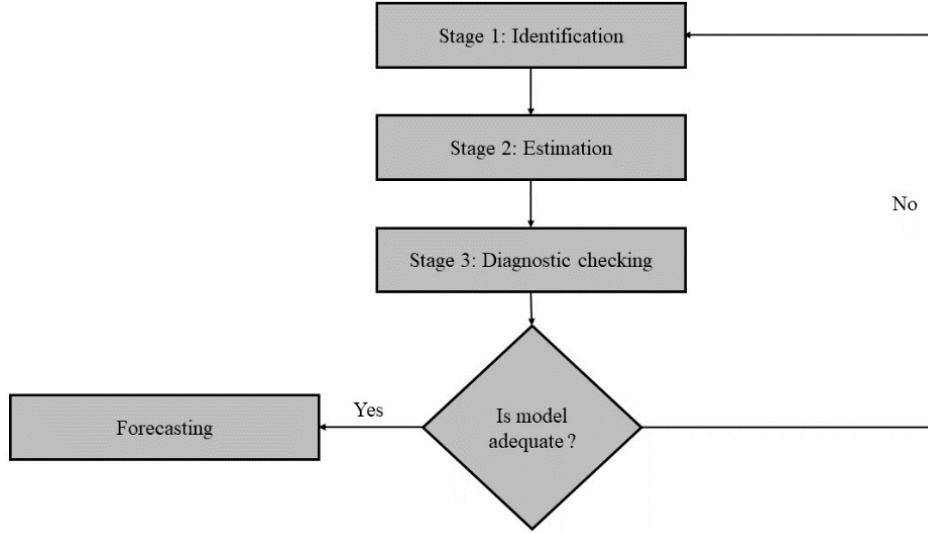 Stage 1: Identification
Stage 2: Estimation
No
Stage 3: Diagnostic checking
Yes
Forecasting
Is model
adequate ?